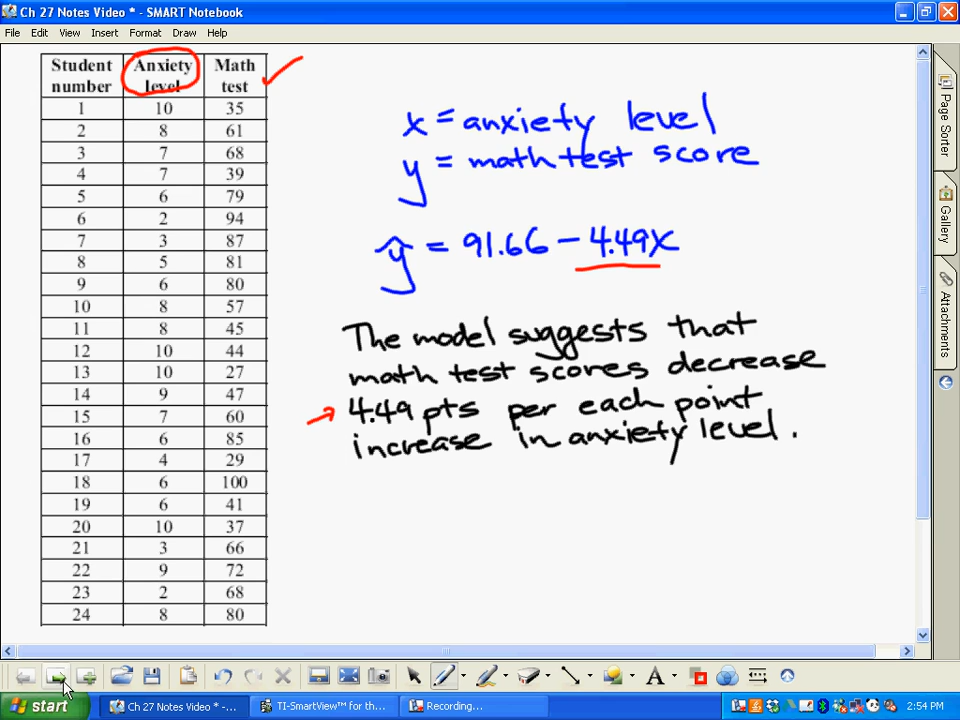 Ch 27 Notes Video * - SMART Notebook
File Edit View Insert Format Draw Help
Student number Anxiety level Math test
1 10 35
2 8 61
3 7 68
4 7 39
5 6 79
6 2 94
7 3 87
8 5 81
9 6 80
10 8 57
11 8 45
12 10 44
13 10 27
14 9 47
15 7 60
16 6 85
17 4 29
18 6 100
19 6 41
20 10 37
21 3 66
22 9 72
23 2 68
24 8 80
x = anxiety level
y = math test score
ŷ = 91.66 - 4.49x
The model suggests that
math test scores decrease
→ 4.49 pts per each point
increase in anxiety level.
Page Sorter
Gallery
Attachments
start Ch 27 Notes Video * -... TI-SmartView™ for th... Recording... 2:54 PM